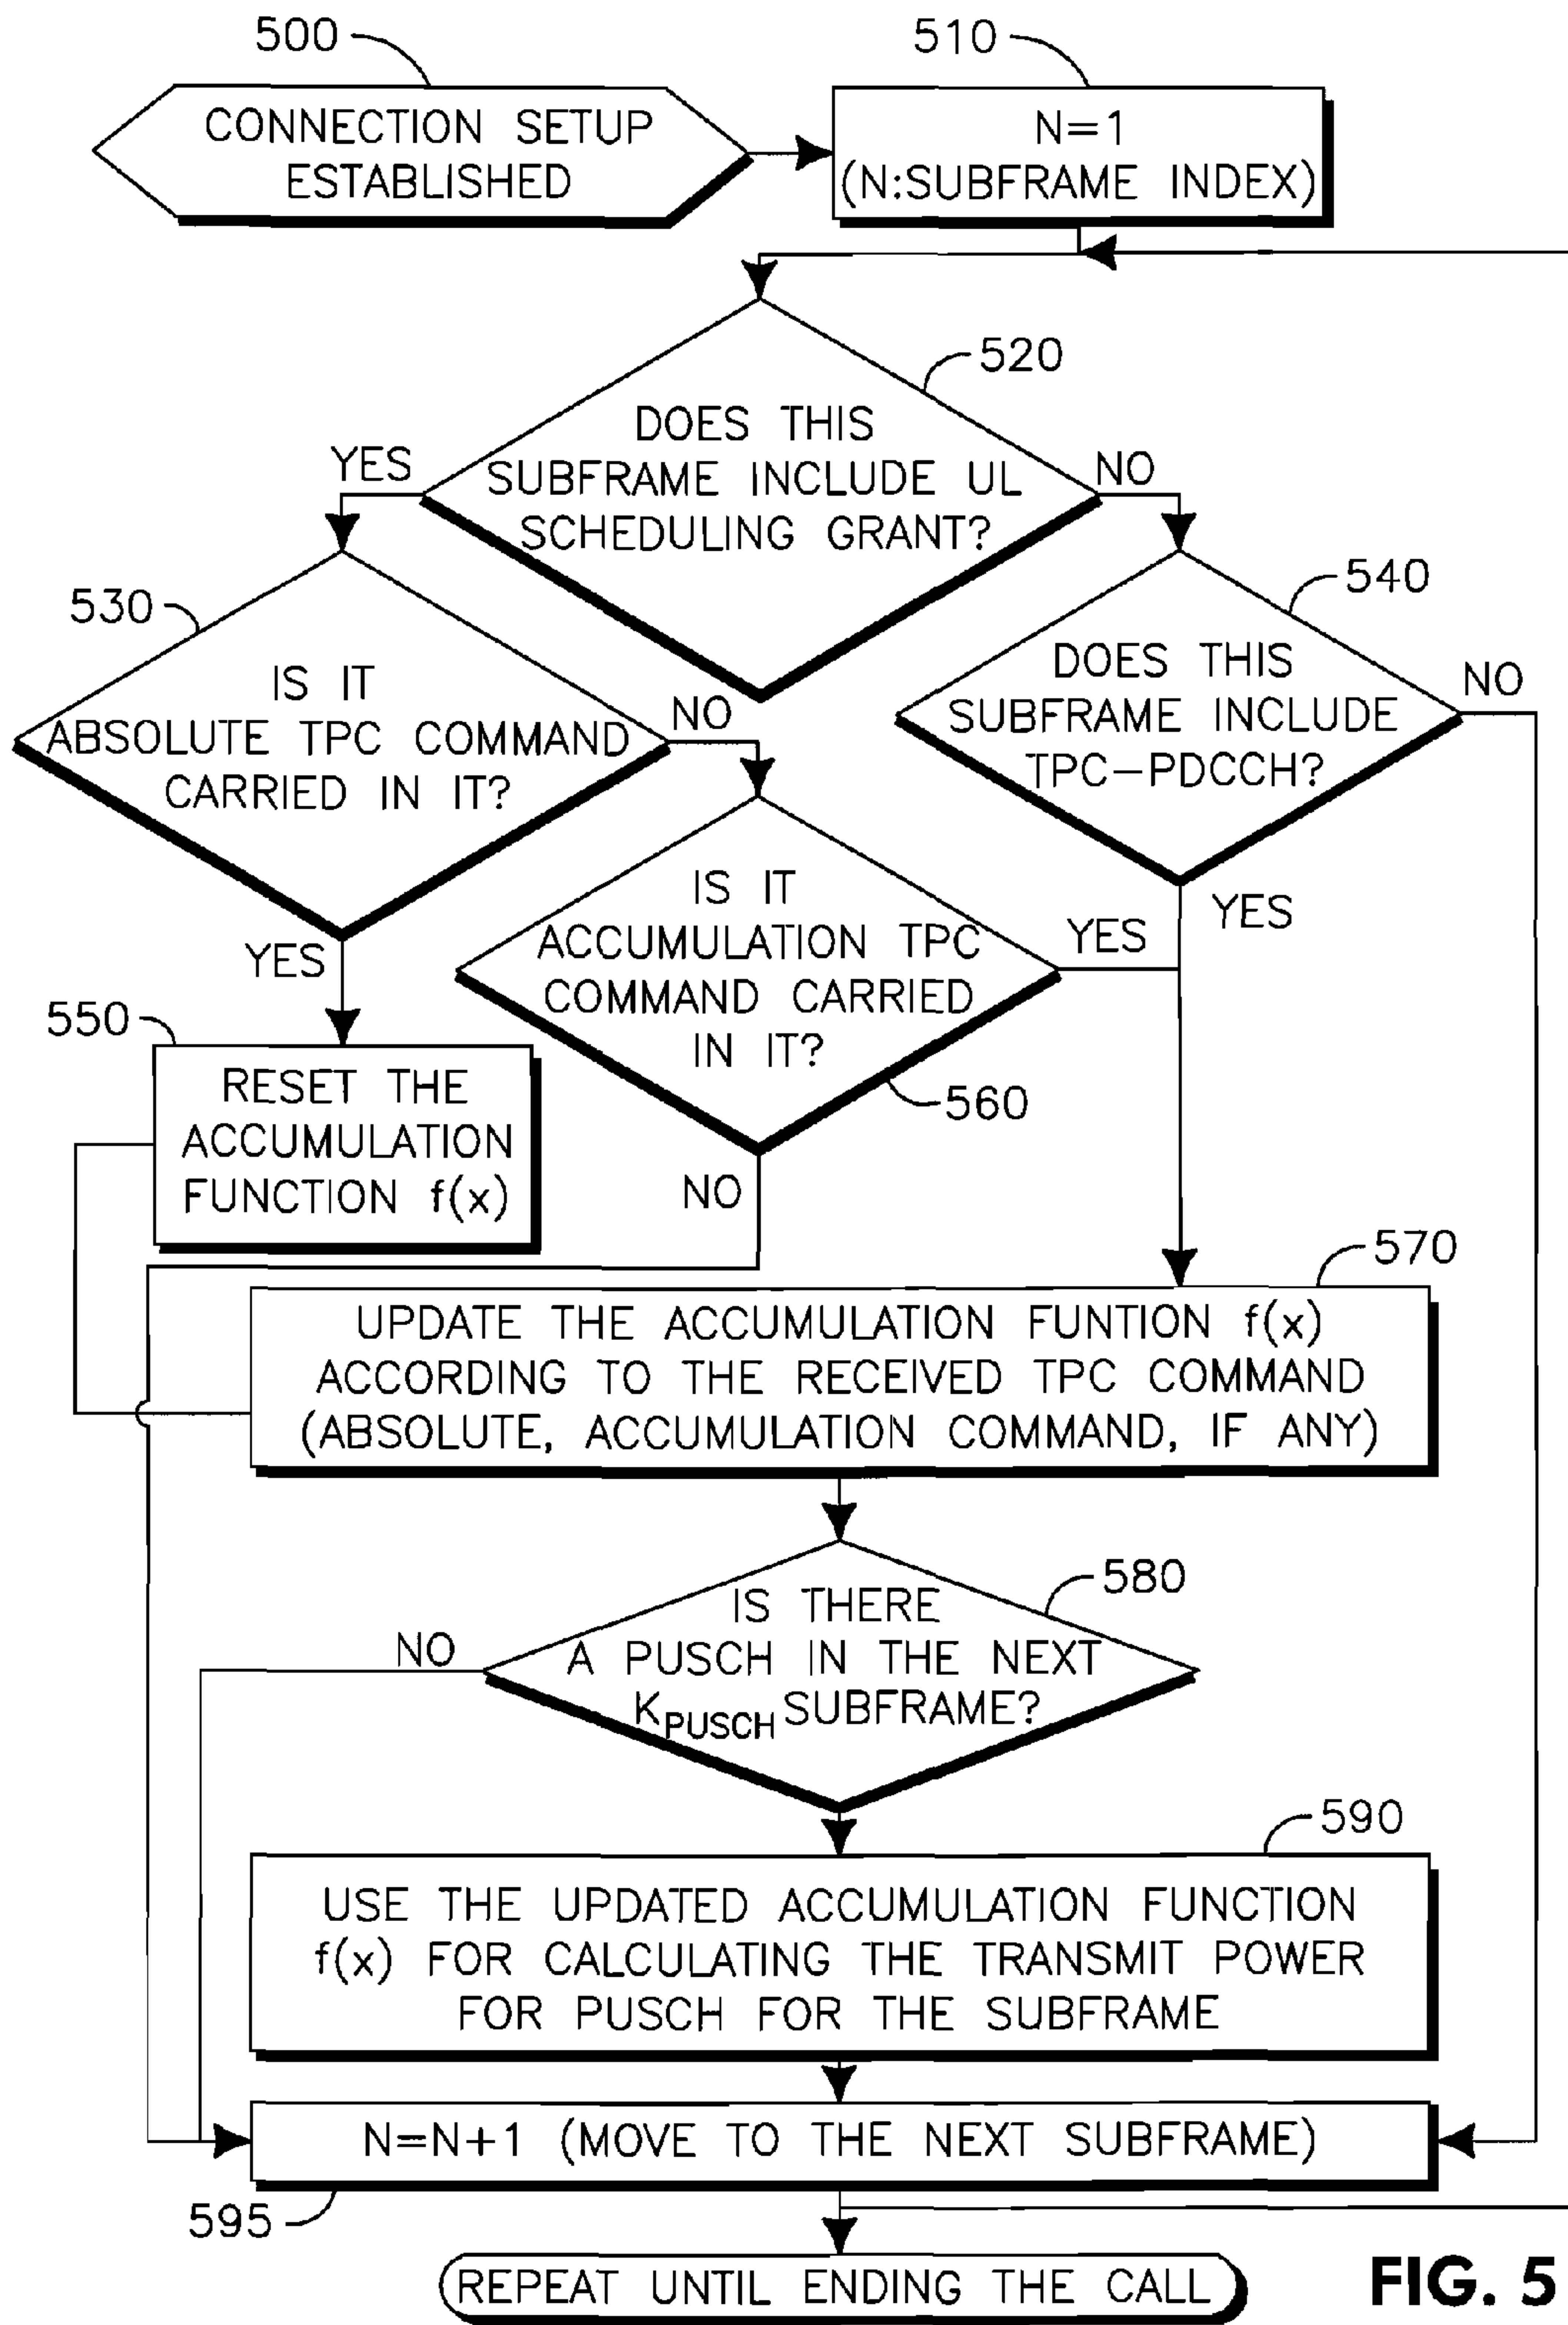 500
CONNECTION SETUP
ESTABLISHED
510
N=1
(N:SUBFRAME INDEX)
520
DOES THIS
SUBFRAME INCLUDE UL
SCHEDULING GRANT?
YES
NO
530
IS IT
ABSOLUTE TPC COMMAND
CARRIED IN IT?
NO
YES
540
DOES THIS
SUBFRAME INCLUDE
TPC-PDCCH?
NO
YES
550
RESET THE
ACCUMULATION
FUNCTION f(x)
IS IT
ACCUMULATION TPC
COMMAND CARRIED
IN IT?
YES
560
NO
570
UPDATE THE ACCUMULATION FUNTION f(x)
ACCORDING TO THE RECEIVED TPC COMMAND
(ABSOLUTE, ACCUMULATION COMMAND, IF ANY)
580
IS THERE
A PUSCH IN THE NEXT
KPUSCH SUBFRAME?
NO
590
USE THE UPDATED ACCUMULATION FUNCTION
f(x) FOR CALCULATING THE TRANSMIT POWER
FOR PUSCH FOR THE SUBFRAME
N=N+1 (MOVE TO THE NEXT SUBFRAME)
595
REPEAT UNTIL ENDING THE CALL
FIG. 5